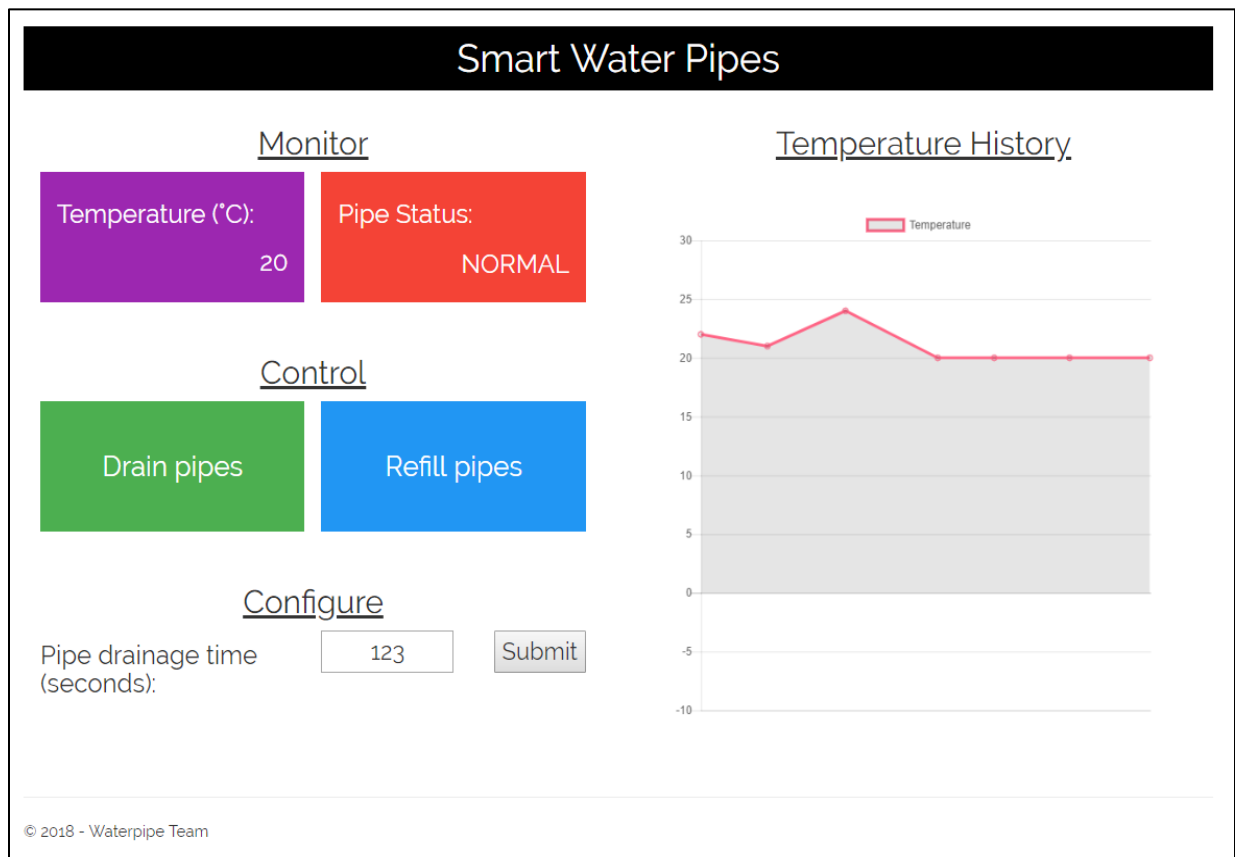 Smart Water Pipes
Monitor
Temperature (°C):
20
Pipe Status:
NORMAL
Control
Drain pipes
Refill pipes
Configure
Pipe drainage time
(seconds):
123
Submit
Temperature History
Temperature
30
25
20
15
10
5
0
-5
-10
© 2018 - Waterpipe Team